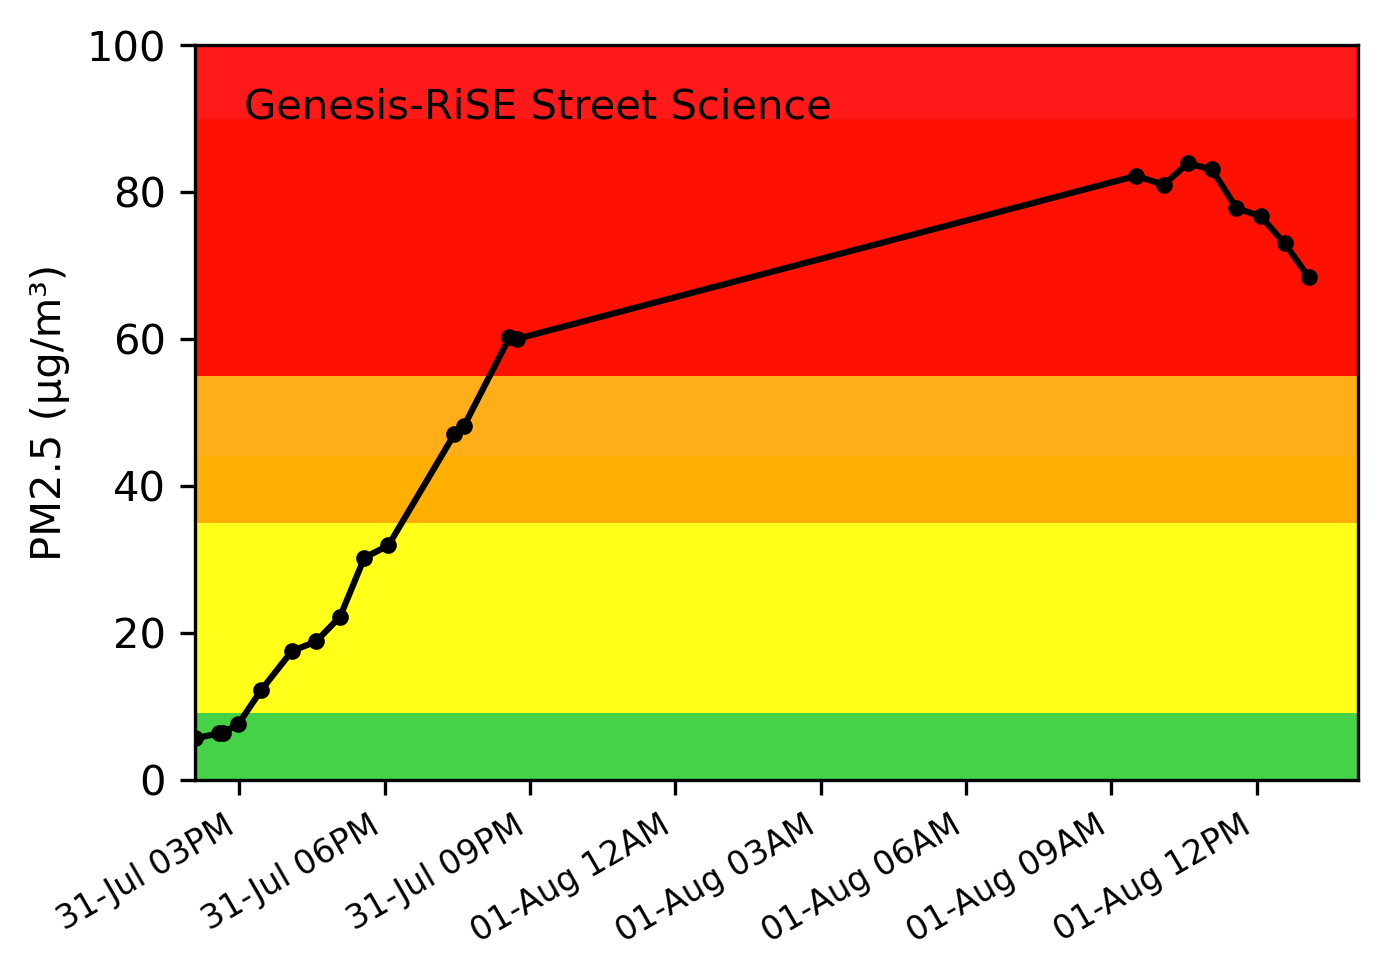 Genesis-RiSE Street Science
PM2.5 (µg/m³)
100
80
60
40
20
0
31-Jul 03PM
31-Jul 06PM
31-Jul 09PM
01-Aug 12AM
01-Aug 03AM
01-Aug 06AM
01-Aug 09AM
01-Aug 12PM